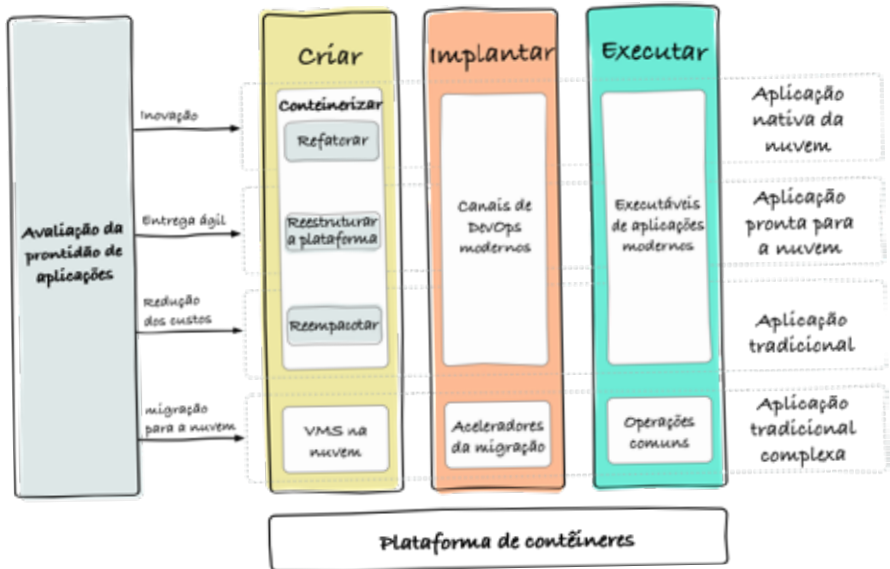 Criar
Implantar
Executar
Avaliação da
prontidão de
aplicações
Inovação
Entrega ágil
Redução
dos custos
migração
para a nuvem
Conteinerizar
Refatorar
Reestruturar
a plataforma
Reempacotar
VMS na
nuvem
Canais de
DevOps
modernos
Aceleradores
da migração
Executáveis
de aplicações
modernos
Operações
comuns
Aplicação
nativa da
nuvem
Aplicação
pronta para
a nuvem
Aplicação
tradicional
Aplicação
tradicional
complexa
Plataforma de contêineres